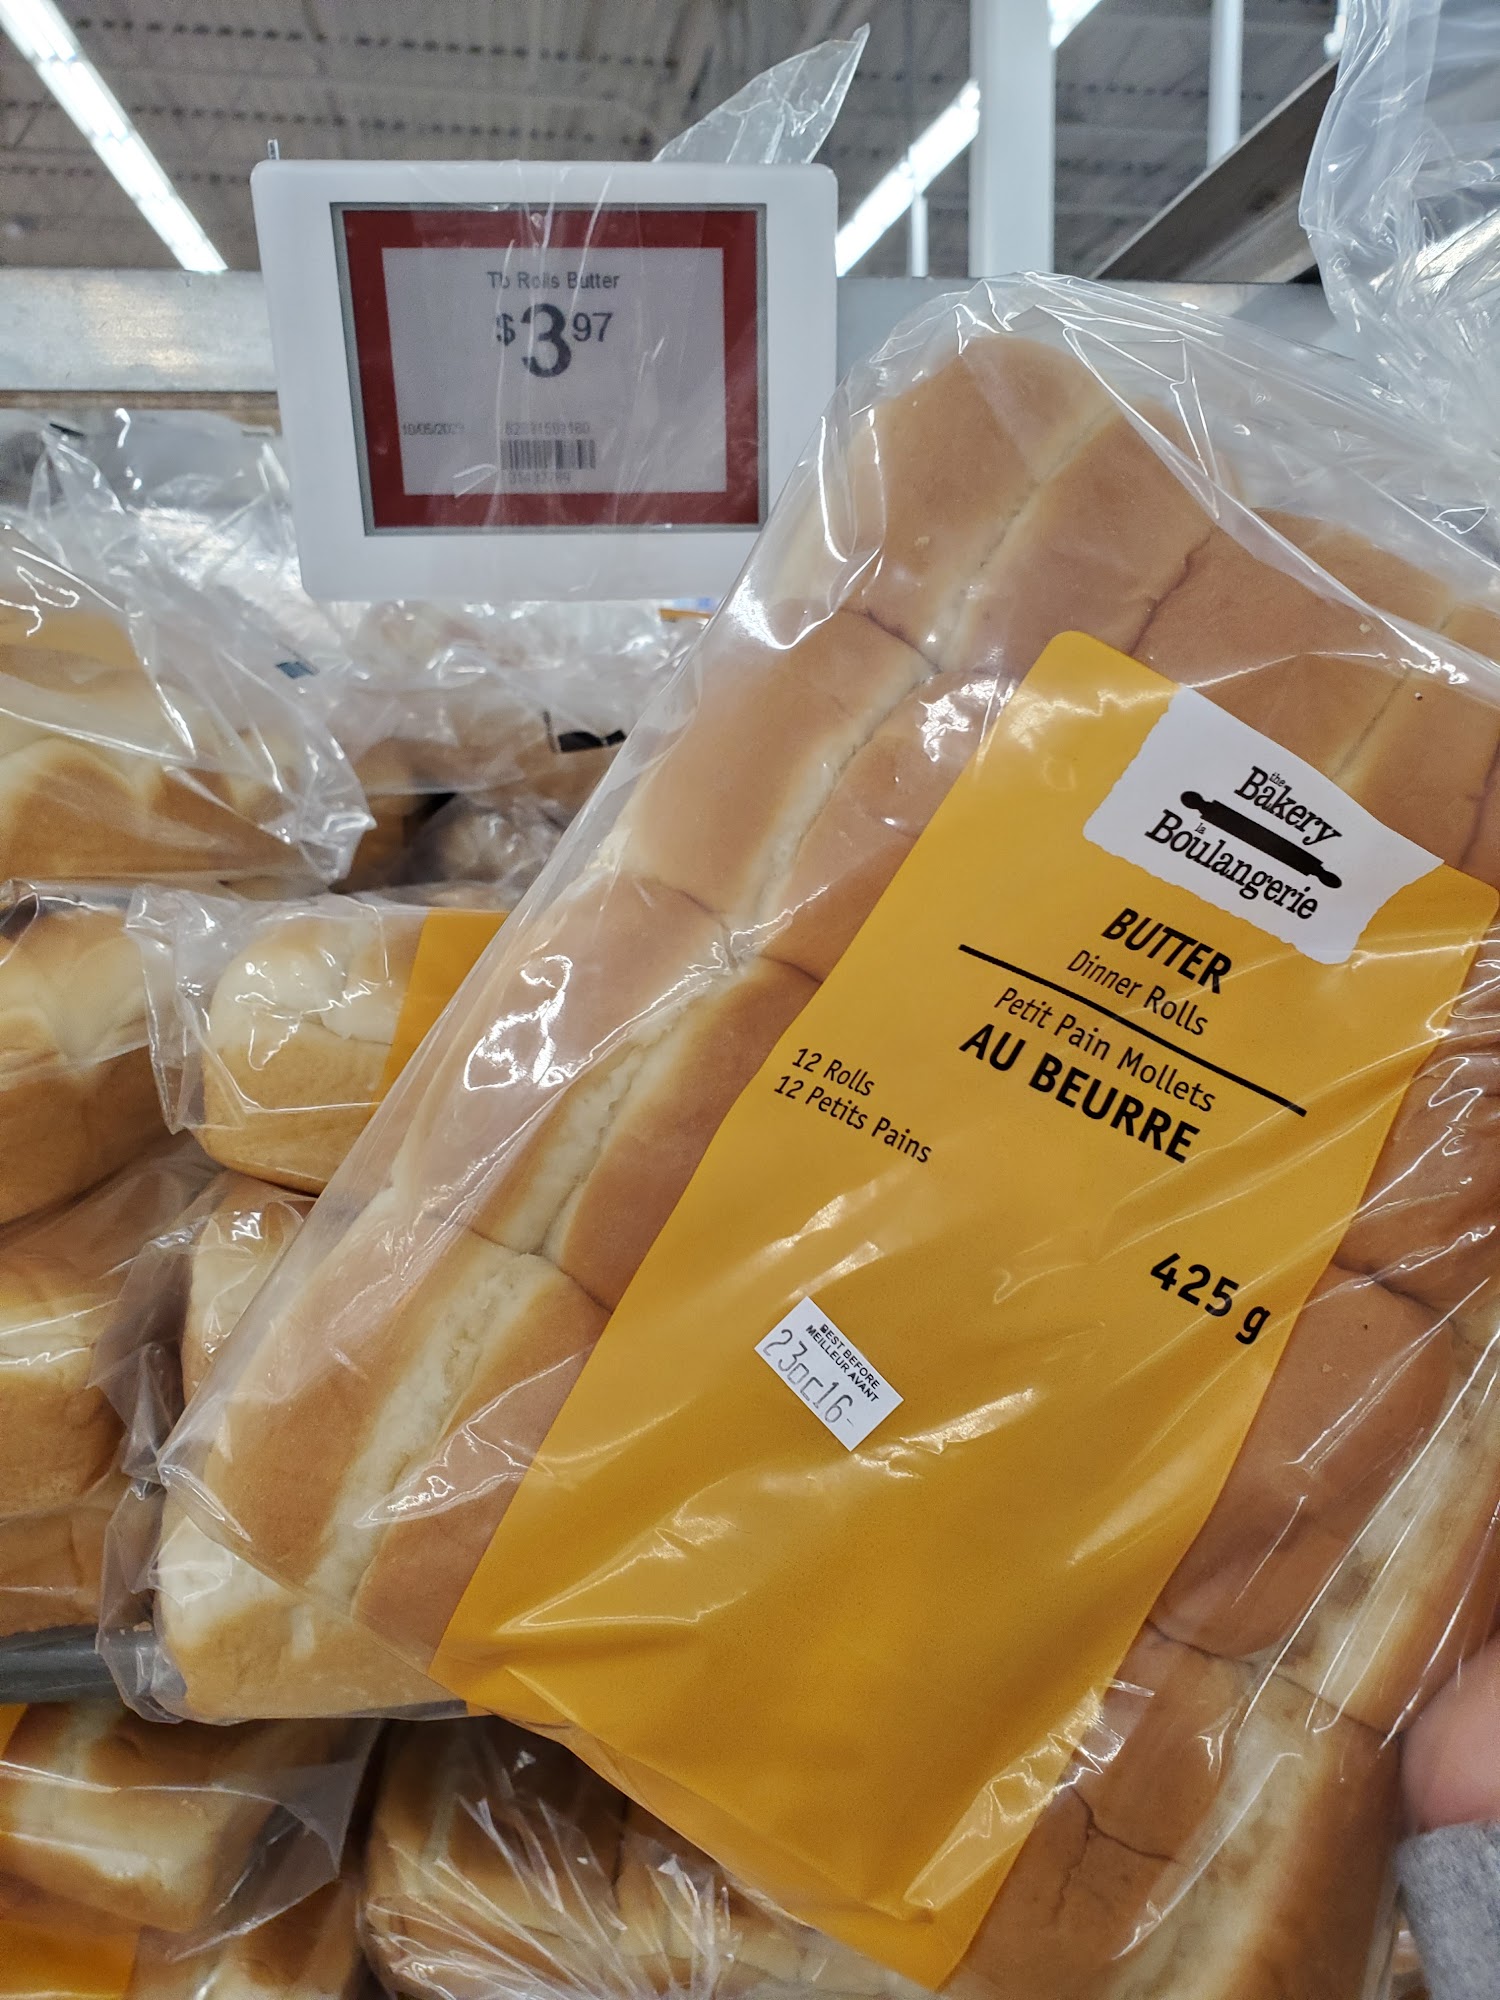 Tb Rolls Butter
$3.97
the
Bakery
la
Boulangerie
BUTTER
Dinner Rolls
Petit Pain Mollets
AU BEURRE
12 Rolls
12 Petits Pains
425 g
BEST BEFORE
MEILLEUR AVANT
23OC16